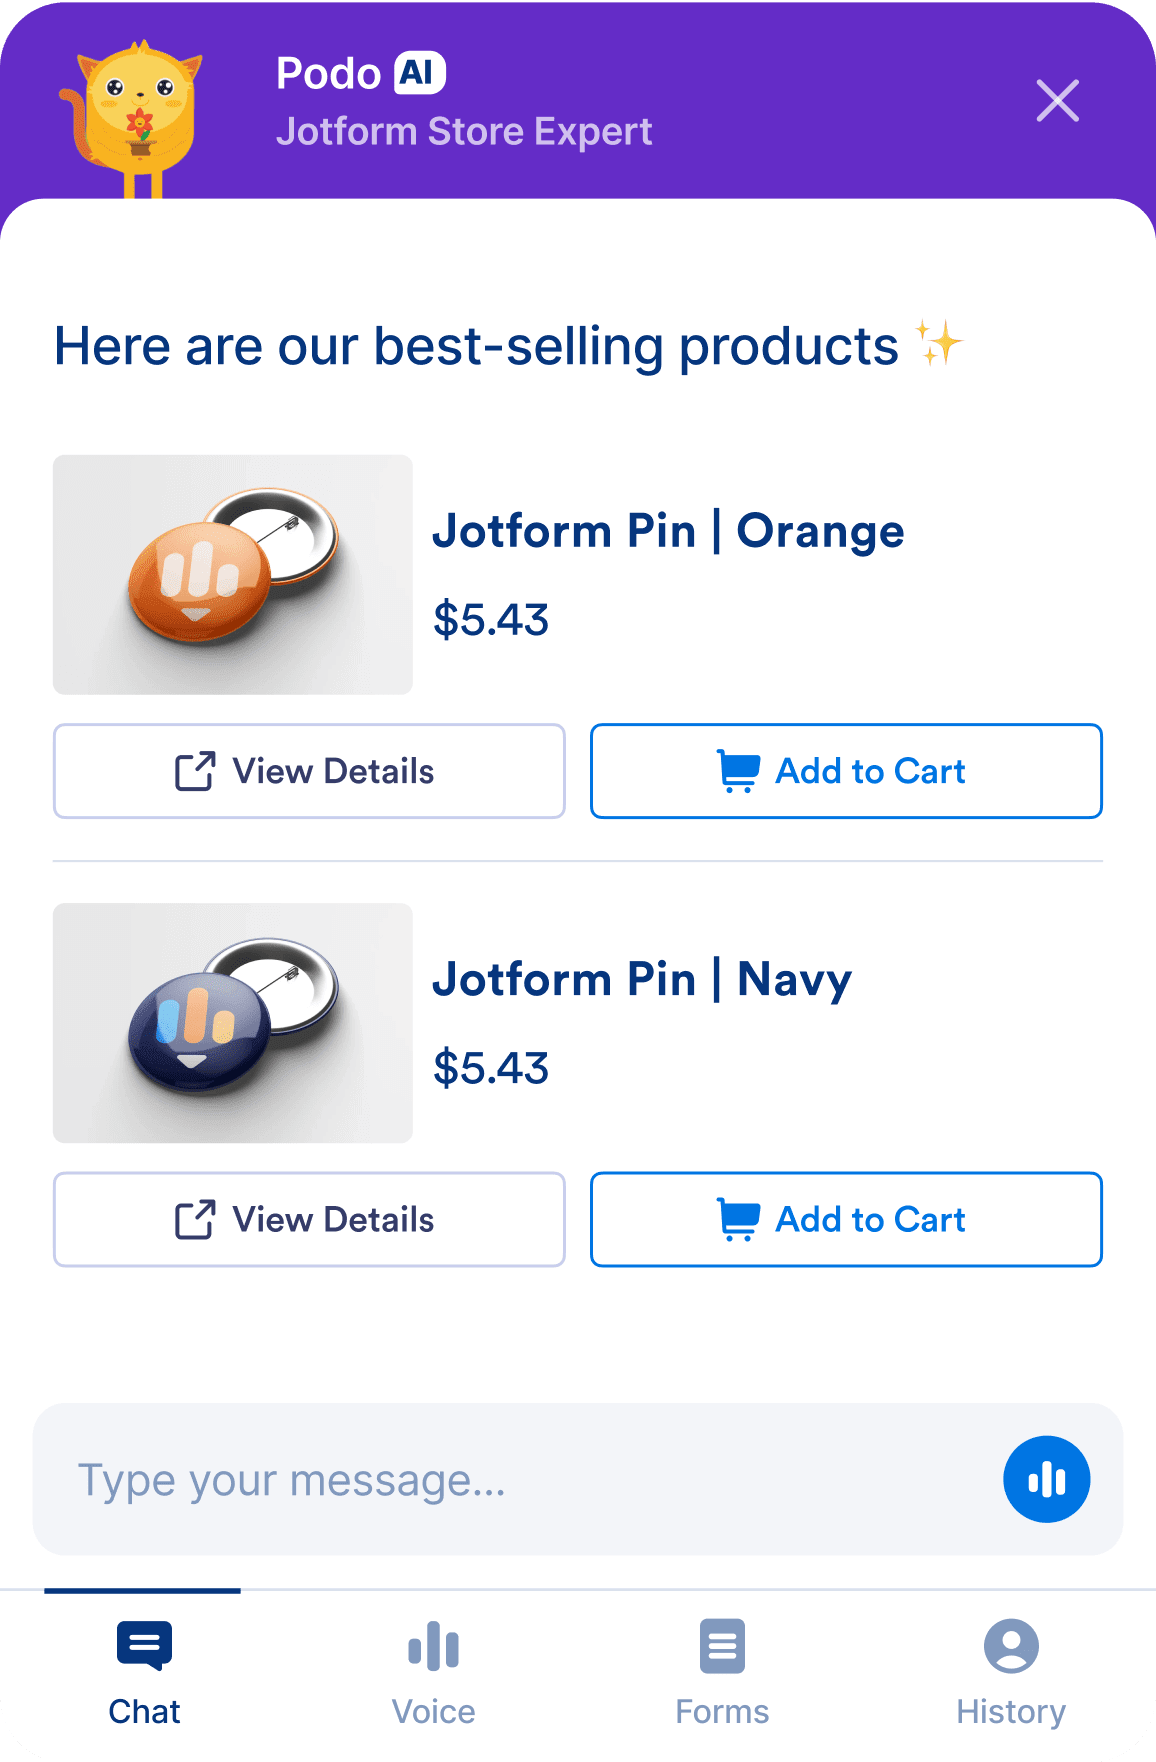 Podo AI
Jotform Store Expert
Here are our best-selling products ✨
Jotform Pin | Orange
$5.43
View Details
Add to Cart
Jotform Pin | Navy
$5.43
View Details
Add to Cart
Type your message...
Chat
Voice
Forms
History